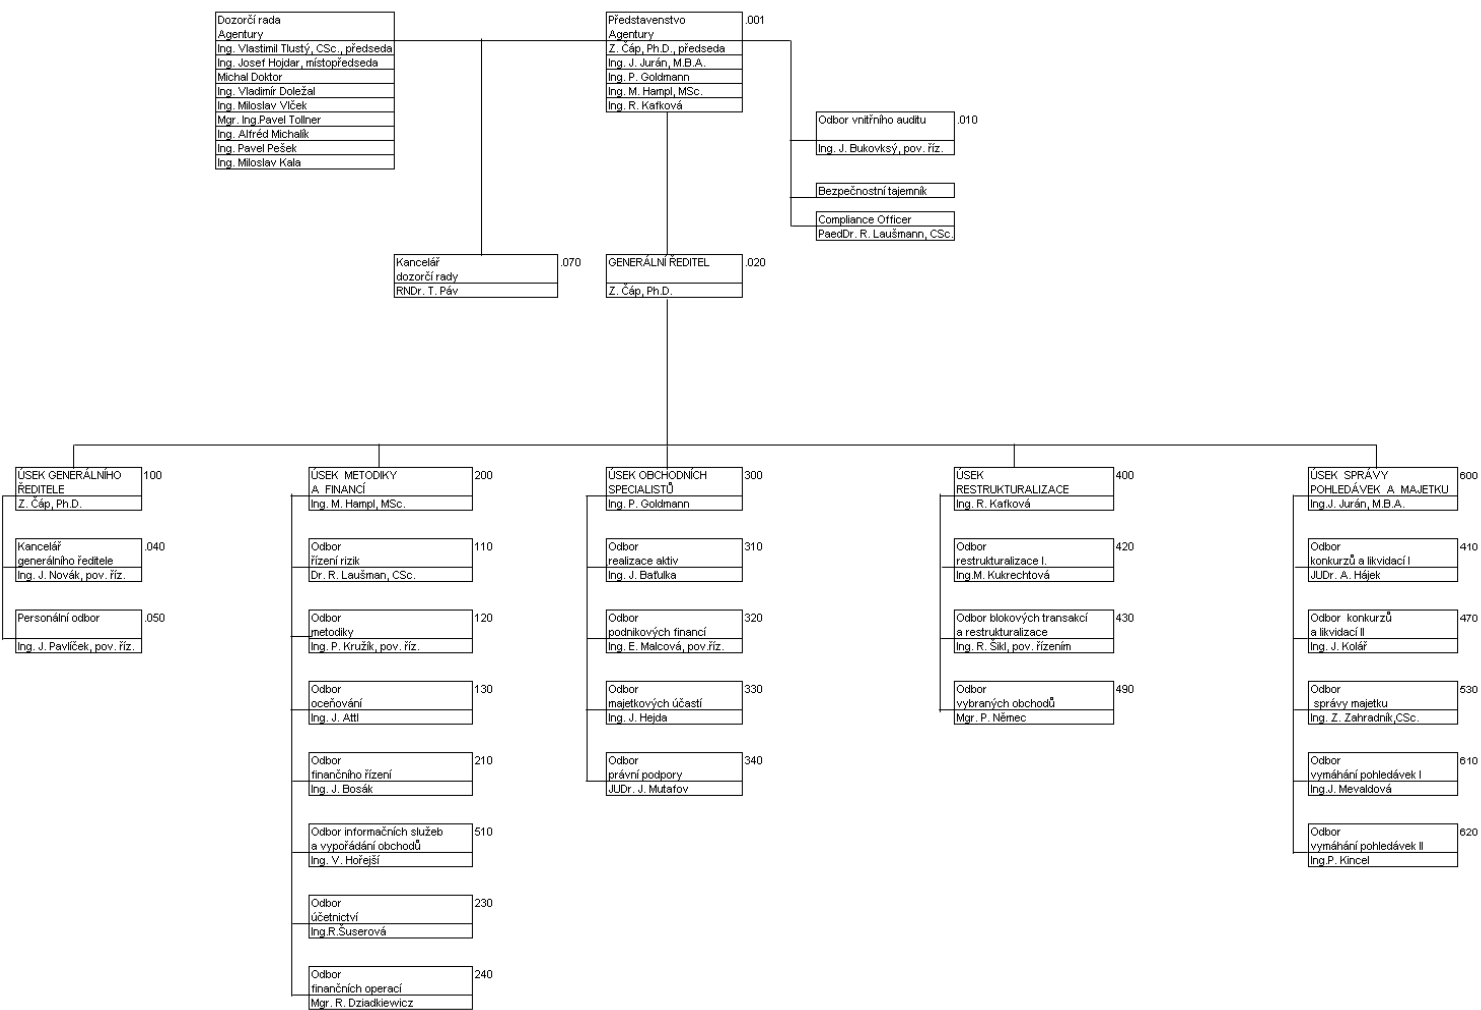 Dozorčí rada
Agentury
Ing. Vlastimil Tlustý, CSc., předseda
Ing. Josef Hojdar, místopředseda
Michal Doktor
Ing. Vladimír Doležal
Ing. Miloslav Vlček
Mgr. Ing.Pavel Tollner
Ing. Alfréd Michalík
Ing. Pavel Pešek
Ing. Miloslav Kala
Představenstvo .001
Agentury
Z. Čáp, Ph.D., předseda
Ing. J. Jurán, M.B.A.
Ing. P. Goldmann
Ing. M. Hampl, MSc.
Ing. R. Kafková
Odbor vnitřního auditu .010
Ing. J. Bukovksý, pov. říz.
Bezpečnostní tajemník
Compliance Officer
PaedDr. R. Laušmann, CSc.
Kancelář .070
dozorčí rady
RNDr. T. Páv
GENERÁLNÍ ŘEDITEL .020
Z. Čáp, Ph.D.
ÚSEK GENERÁLNÍHO 100
ŘEDITELE
Z. Čáp, Ph.D.
Kancelář .040
generálního ředitele
Ing. J. Novák, pov. říz.
Personální odbor .050
Ing. J. Pavlíček, pov. říz.
ÚSEK METODIKY 200
A FINANCÍ
Ing. M. Hampl, MSc.
Odbor 110
řízení rizik
Dr. R. Laušman, CSc.
Odbor 120
metodiky
Ing. P. Kružík, pov. říz.
Odbor 130
oceňování
Ing. J. Attl
Odbor 210
finančního řízení
Ing. J. Bosák
Odbor informačních služeb 510
a vypořádání obchodů
Ing. V. Hořejší
Odbor 230
účetnictví
Ing.R.Šuserová
Odbor 240
finančních operací
Mgr. R. Dziadkiewicz
ÚSEK OBCHODNÍCH 300
SPECIALISTŮ
Ing. P. Goldmann
Odbor 310
realizace aktiv
Ing. J. Baťulka
Odbor 320
podnikových financí
Ing. E. Malcová, pov.říz.
Odbor 330
majetkových účastí
Ing. J. Hejda
Odbor 340
právní podpory
JUDr. J. Mutafov
ÚSEK 400
RESTRUKTURALIZACE
Ing. R. Kafková
Odbor 420
restrukturalizace I.
Ing.M. Kukrechtová
Odbor blokových transakcí 430
a restrukturalizace
Ing. R. Šikl, pov. řízením
Odbor 490
vybraných obchodů
Mgr. P. Němec
ÚSEK SPRÁVY 600
POHLEDÁVEK A MAJETKU
Ing.J. Jurán, M.B.A.
Odbor 410
konkurzů a likvidací I
JUDr. A. Hájek
Odbor konkurzů 470
a likvidací II
Ing. J. Kolář
Odbor 530
správy majetku
Ing. Z. Zahradník,CSc.
Odbor 610
vymáhání pohledávek I
Ing.J. Mevaldová
Odbor 620
vymáhání pohledávek II
Ing.P. Kincel